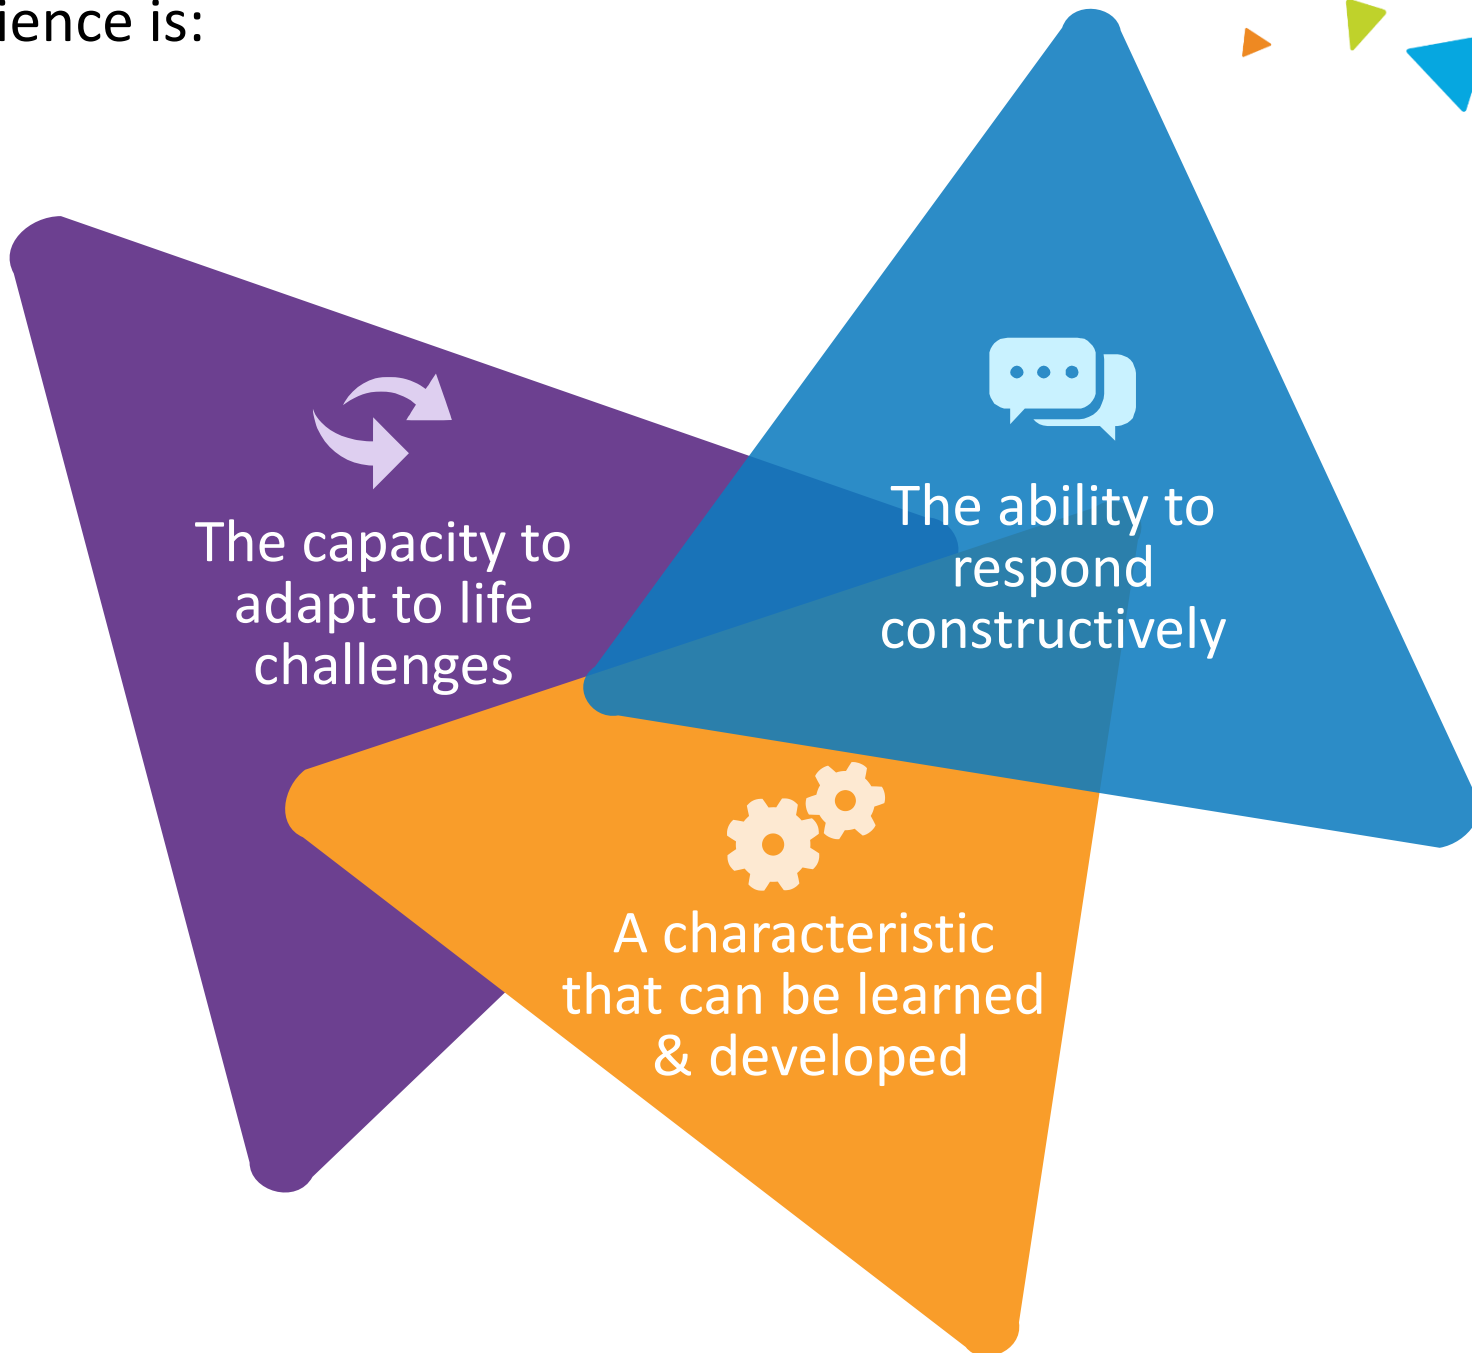 ience is:
The capacity to
adapt to life
challenges
The ability to
respond
constructively
A characteristic
that can be learned
& developed